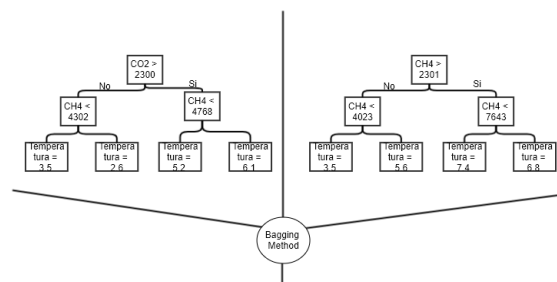 CO2 >
2300
No
Si
CH4 <
4302
CH4 <
4768
Tempera
tura =
3.5
Tempera
tura =
2.6
Tempera
tura =
5.2
Tempera
tura =
6.1
CH4 >
2301
No
Si
CH4 <
4023
CH4 <
7643
Tempera
tura =
3.5
Tempera
tura =
5.6
Tempera
tura =
7.4
Tempera
tura =
6.8
Bagging
Method